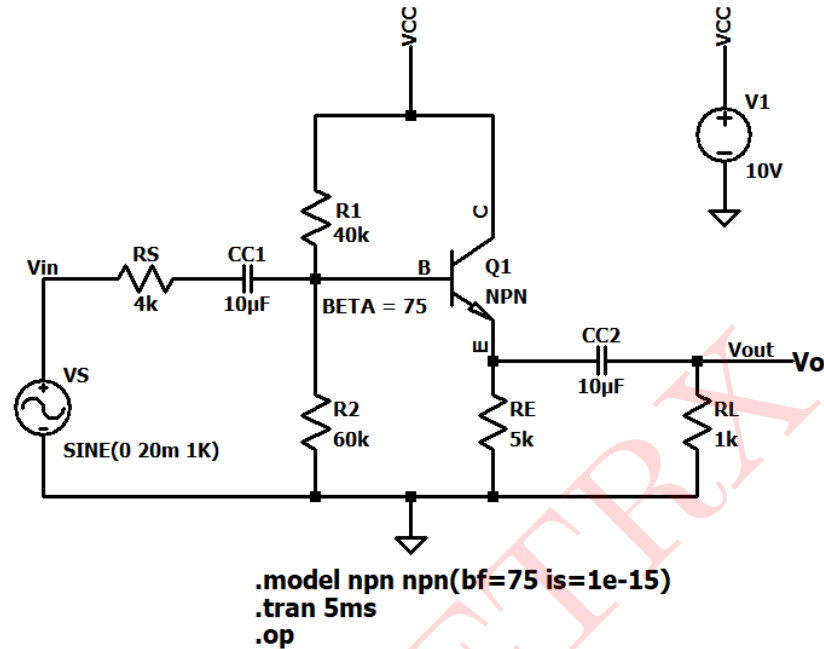 VCC
VCC
V1
10V
C
R1
40k
RS
CC1
Vin
B
Q1
4k
10µF
NPN
BETA = 75
E
CC2
Vout
Vo
VS
10µF
R2
RE
RL
60k
5k
1k
SINE(0 20m 1K)
.model npn npn(bf=75 is=1e-15)
.tran 5ms
.op
ETRX